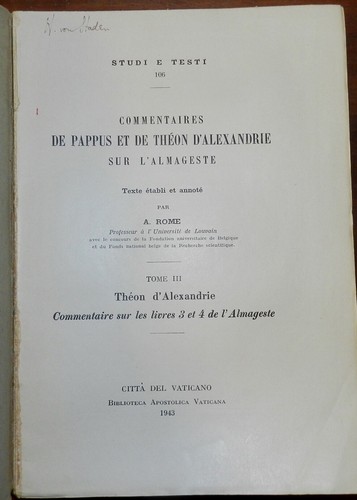 STUDI E TESTI
106
COMMENTAIRES
DE PAPPUS ET DE THÉON D'ALEXANDRIE
SUR L'ALMAGESTE
Texte établi et annoté
PAR
A. ROME
Professeur à l'Université de Louvain
avec le concours de la Fondation universitaire de Belgique
et du Fonds National belge de la Recherche scientifique
TOME III
Théon d'Alexandrie
Commentaire sur les livres 3 et 4 de l'Almageste
CITTÀ DEL VATICANO
BIBLIOTECA APOSTOLICA VATICANA
1943